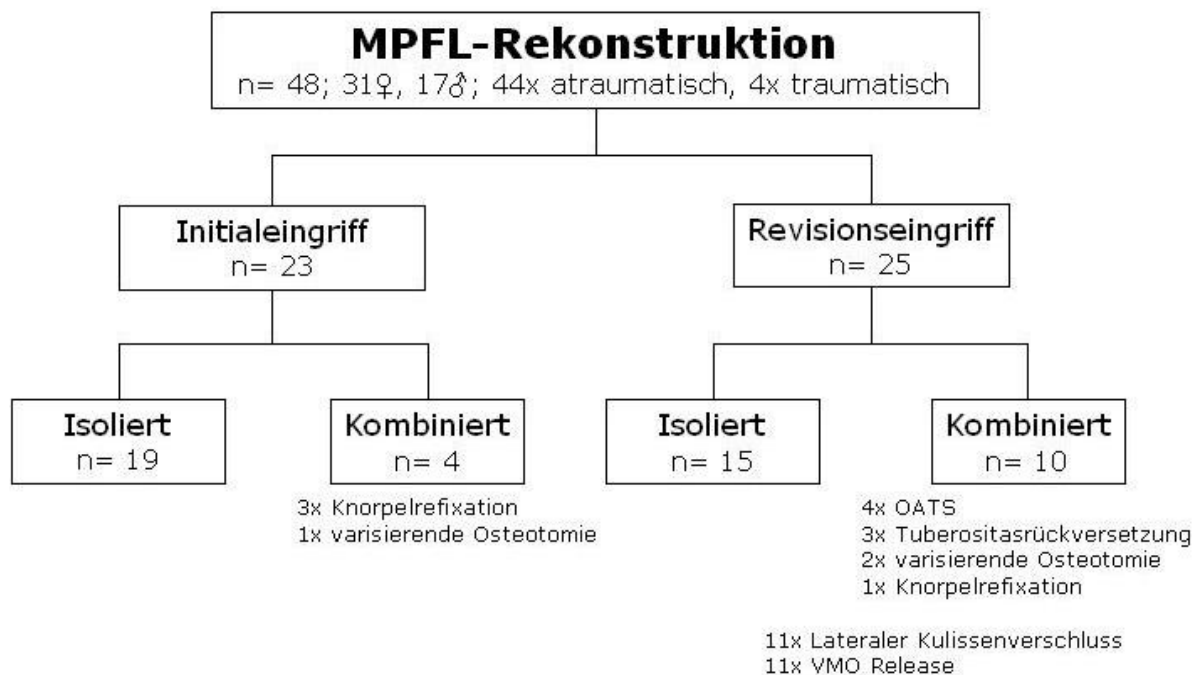 MPFL-Rekonstruktion
n= 48; 31♀, 17♂; 44x atraumatisch, 4x traumatisch
Initialeingriff
n= 23
Revisionseingriff
n= 25
Isoliert
n= 19
Kombiniert
n= 4
3x Knorpelrefixation
1x varisierende Osteotomie
Isoliert
n= 15
Kombiniert
n= 10
4x OATS
3x Tuberositasrückversetzung
2x varisierende Osteotomie
1x Knorpelrefixation
11x Lateraler Kulissenverschluss
11x VMO Release